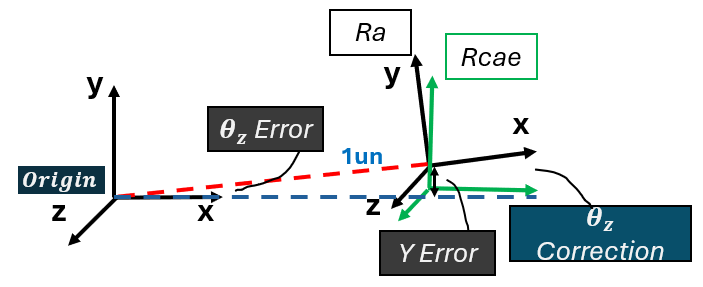 Ra
Rcae
y
y
θz Error
x
1un
Origin
z
x
z
θz
Correction
Y Error